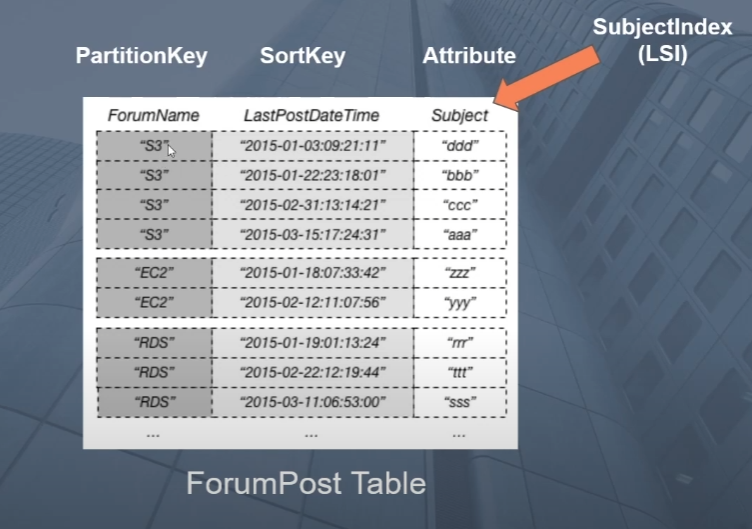 SubjectIndex
(LSI)
PartitionKey SortKey Attribute
ForumName LastPostDateTime Subject
“S3” “2015-01-03:09:21:11” “ddd”
“S3” “2015-01-22:23:18:01” “bbb”
“S3” “2015-02-31:13:14:21” “ccc”
“S3” “2015-03-15:17:24:31” “aaa”
“EC2” “2015-01-18:07:33:42” “zzz”
“EC2” “2015-02-12:11:07:56” “yyy”
“RDS” “2015-01-19:01:13:24” “rrr”
“RDS” “2015-02-22:12:19:44” “ttt”
“RDS” “2015-03-11:06:53:00” “sss”
... ... ...
ForumPost Table